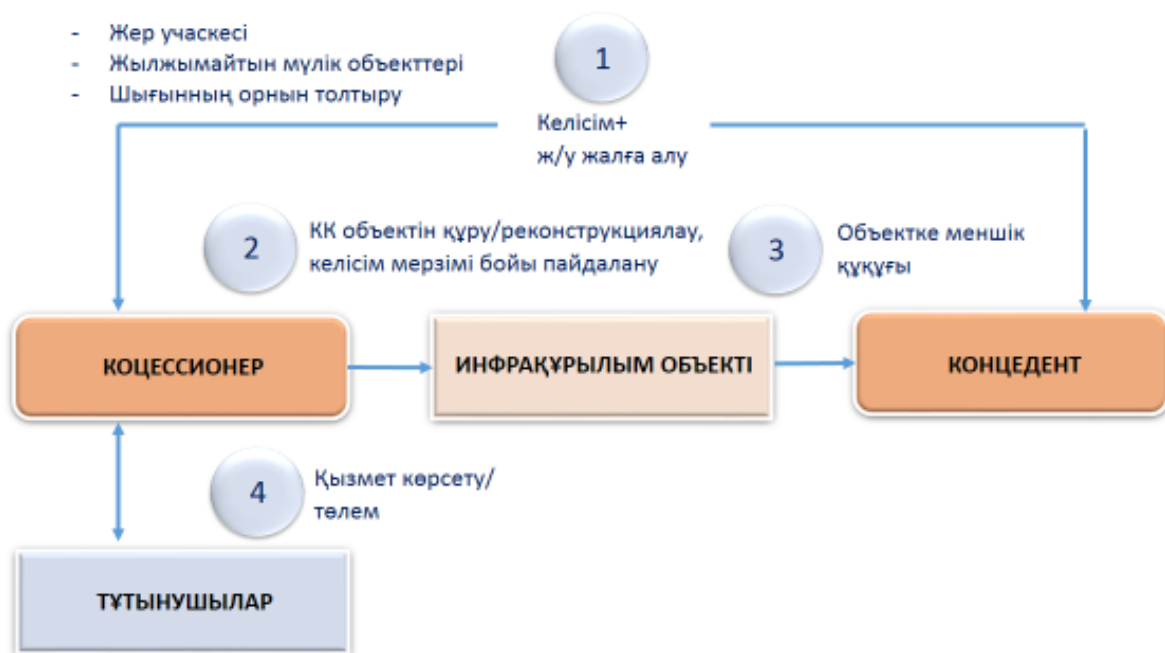 - Жер учаскесі
- Жылжымайтын мүлік объекттері
- Шығынның орнын толтыру
1
Келісім+
ж/у жалға алу
2
КК объектін құру/реконструкциялау,
келісім мерзімі бойы пайдалану
3
Объектке меншік
құқұғы
КОЦЕССИОНЕР
ИНФРАҚҰРЫЛЫМ ОБЪЕКТІ
КОНЦЕДЕНТ
4
Қызмет көрсету/
төлем
ТҰТЫНУШЫЛАР